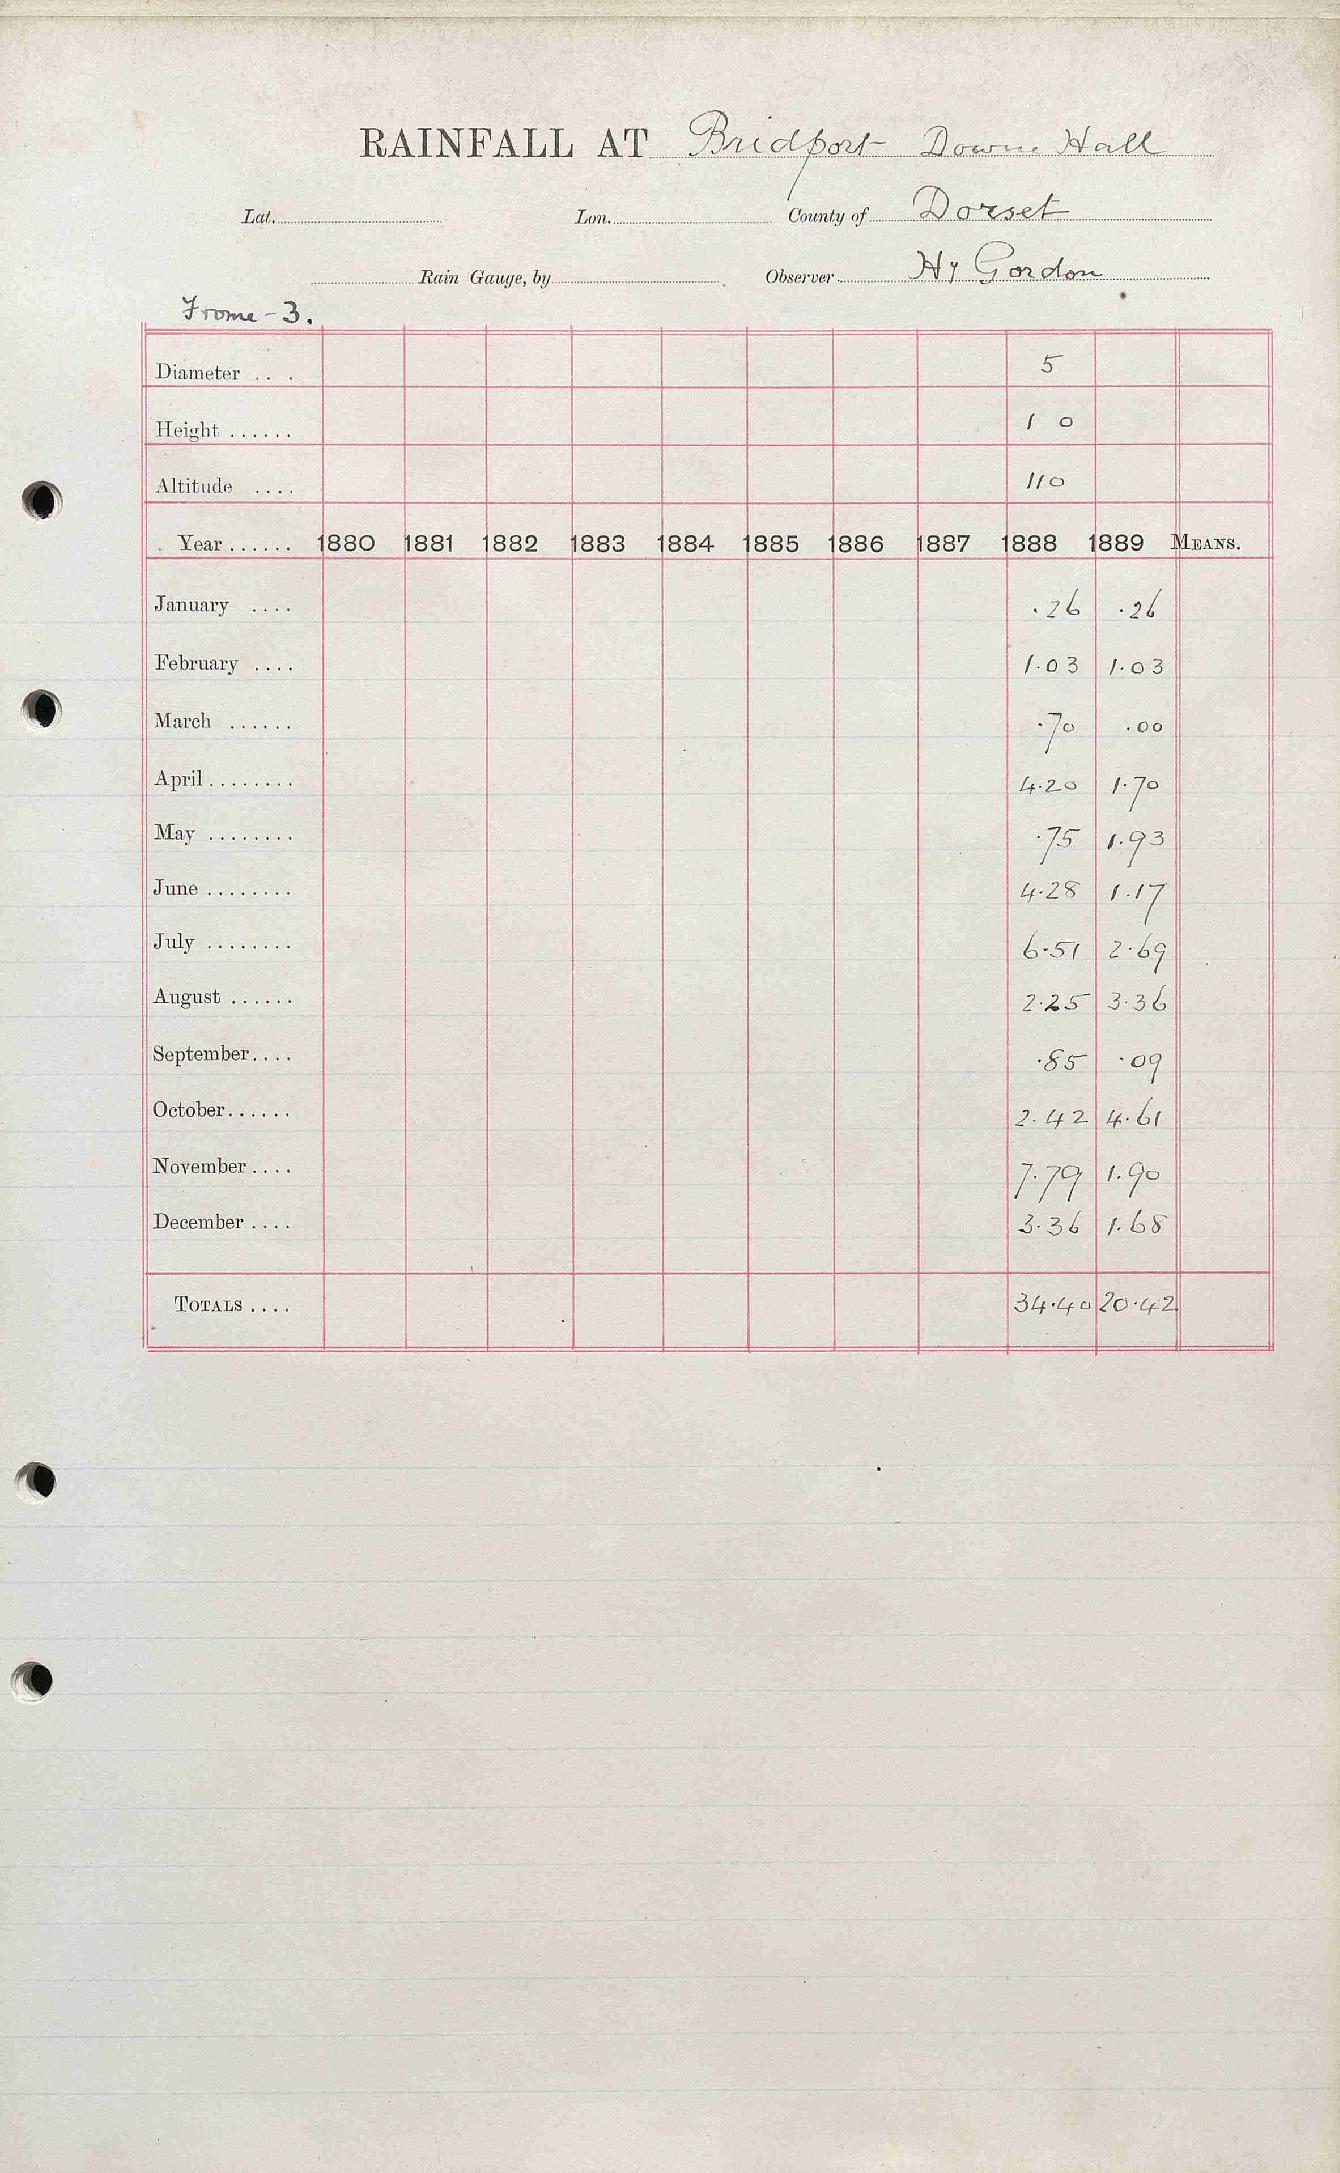 RAINFALL AT Bridport Downe Hall
Lat. Lon. County of Dorset
Rain Gauge, by Observer Hy Gordon
Frome - 3.
Diameter .. . 5
Height ...... 1 0
Altitude .... 110
Year ...... 1880 1881 1882 1883 1884 1885 1886 1887 1888 1889 MEANS.
January .... .26 .26
February .... 1.03 1.03
March ...... .70 .00
April ........ 4.20 1.70
May ........ .75 1.93
June ........ 4.28 1.17
July ........ 6.51 2.69
August ...... 2.25 3.36
September .... .85 .09
October ...... 2.42 4.61
November .... 7.79 1.90
December .... 3.36 1.68
TOTALS .... 34.40 20.42